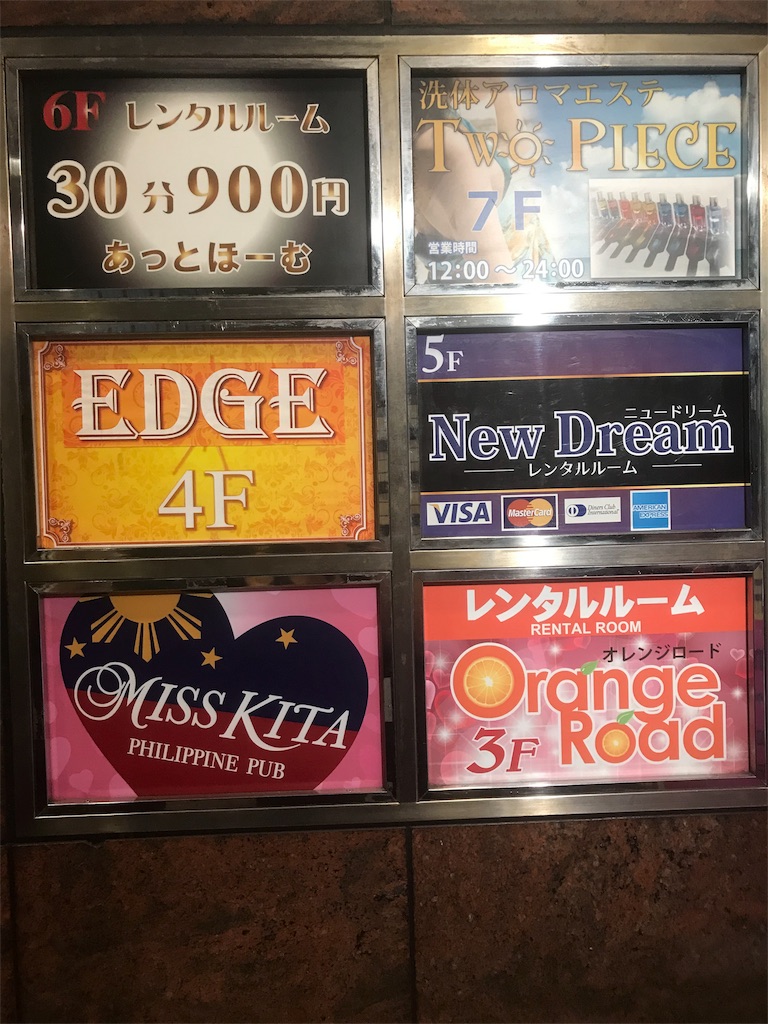 6F レンタルルーム
30分900円
あっとほーむ
洗体アロマエステ
TWO PIECE
7F
営業時間
12:00～24:00
EDGE
4F
5F
ニュードリーム
New Dream
レンタルルーム
VISA
MasterCard
Diners Club
International
AMERICAN
EXPRESS
MISS KITA
PHILIPPINE PUB
レンタルルーム
RENTAL ROOM
オレンジロード
Orange
3F Road